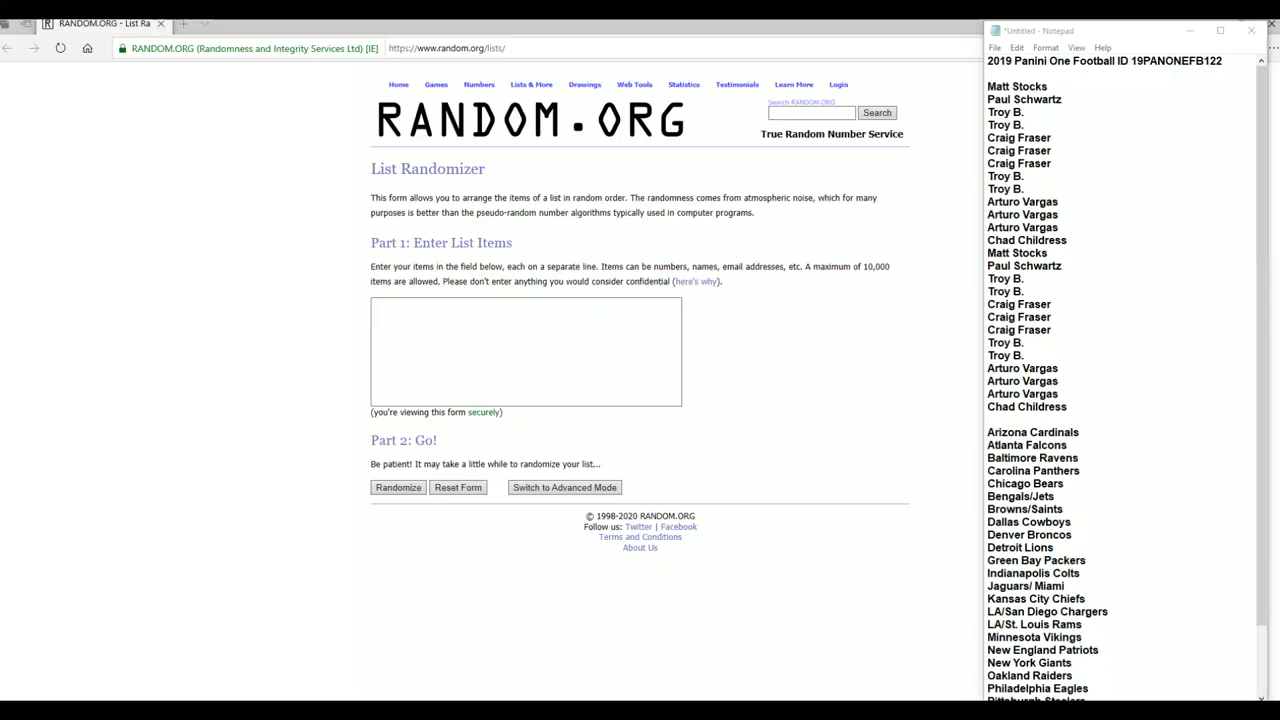 RANDOM.ORG - List Ra
RANDOM.ORG (Randomness and Integrity Services Ltd) [IE]
https://www.random.org/lists/
Home Games Numbers Lists & More Drawings Web Tools Statistics Testimonials Learn More Login
RANDOM.ORG
Search RANDOM.ORG
Search
True Random Number Service
List Randomizer
This form allows you to arrange the items of a list in random order. The randomness comes from atmospheric noise, which for many
purposes is better than the pseudo-random number algorithms typically used in computer programs.
Part 1: Enter List Items
Enter your items in the field below, each on a separate line. Items can be numbers, names, email addresses, etc. A maximum of 10,000
items are allowed. Please don't enter anything you would consider confidential (here's why).
(you're viewing this form securely)
Part 2: Go!
Be patient! It may take a little while to randomize your list...
Randomize Reset Form Switch to Advanced Mode
© 1998-2020 RANDOM.ORG
Follow us: Twitter | Facebook
Terms and Conditions
About Us
*Untitled - Notepad
File Edit Format View Help
2019 Panini One Football ID 19PANONEFB122
Matt Stocks
Paul Schwartz
Troy B.
Troy B.
Craig Fraser
Craig Fraser
Craig Fraser
Troy B.
Troy B.
Arturo Vargas
Arturo Vargas
Arturo Vargas
Chad Childress
Matt Stocks
Paul Schwartz
Troy B.
Troy B.
Craig Fraser
Craig Fraser
Craig Fraser
Troy B.
Troy B.
Arturo Vargas
Arturo Vargas
Arturo Vargas
Chad Childress
Arizona Cardinals
Atlanta Falcons
Baltimore Ravens
Carolina Panthers
Chicago Bears
Bengals/Jets
Browns/Saints
Dallas Cowboys
Denver Broncos
Detroit Lions
Green Bay Packers
Indianapolis Colts
Jaguars/ Miami
Kansas City Chiefs
LA/San Diego Chargers
LA/St. Louis Rams
Minnesota Vikings
New England Patriots
New York Giants
Oakland Raiders
Philadelphia Eagles
Pittsburgh Steelers